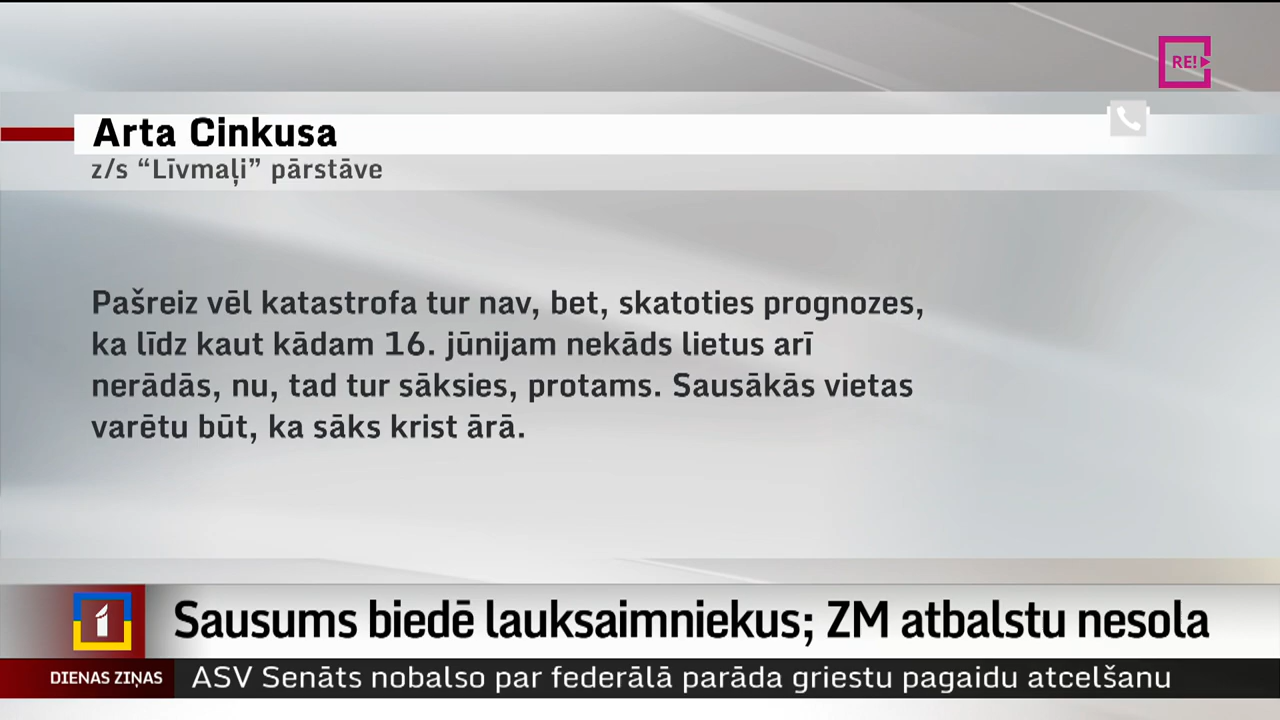 RE!
Arta Cinkusa
z/s “Līvmaļi” pārstāve
Pašreiz vēl katastrofa tur nav, bet, skatoties prognozes,
ka līdz kaut kādam 16. jūnijam nekāds lietus arī
nerādās, nu, tad tur sāksies, protams. Sausākās vietas
varētu būt, ka sāks krist ārā.
1 Sausums biedē lauksaimniekus; ZM atbalstu nesola
DIENAS ZIŅAS ASV Senāts nobalso par federālā parāda griestu pagaidu atcelšanu